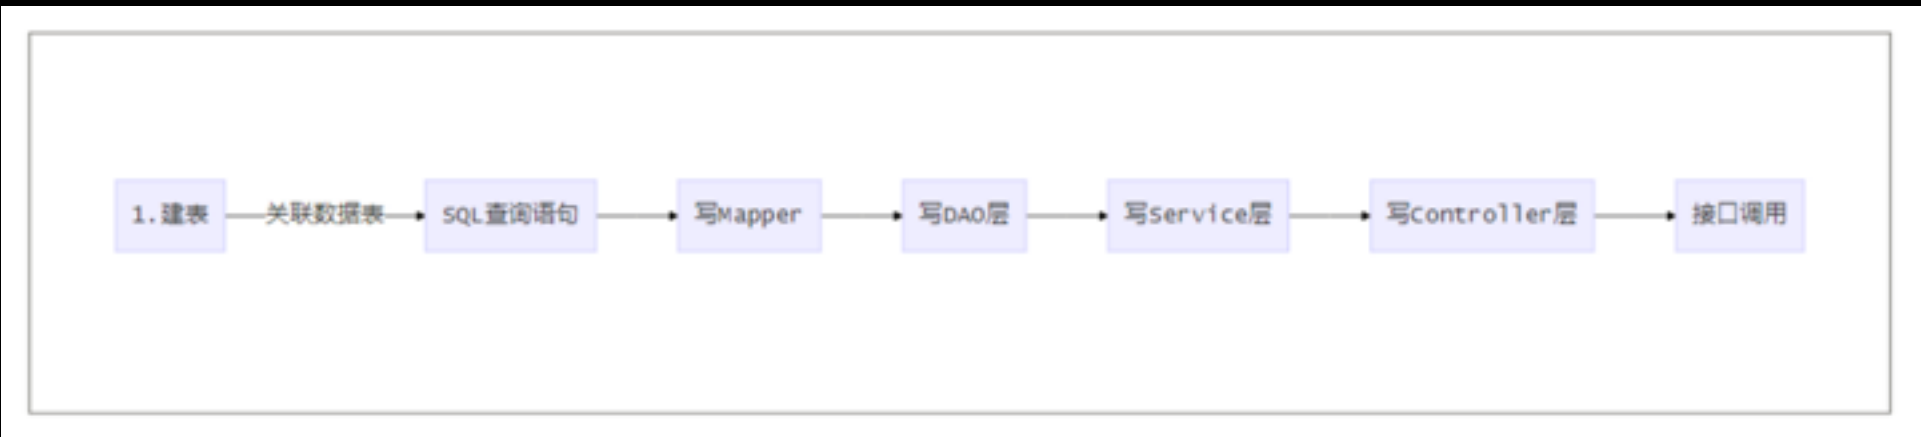 1.建表 关联数据表 SQL查询语句 写Mapper 写DAO层 写Service层 写Controller层 接口调用